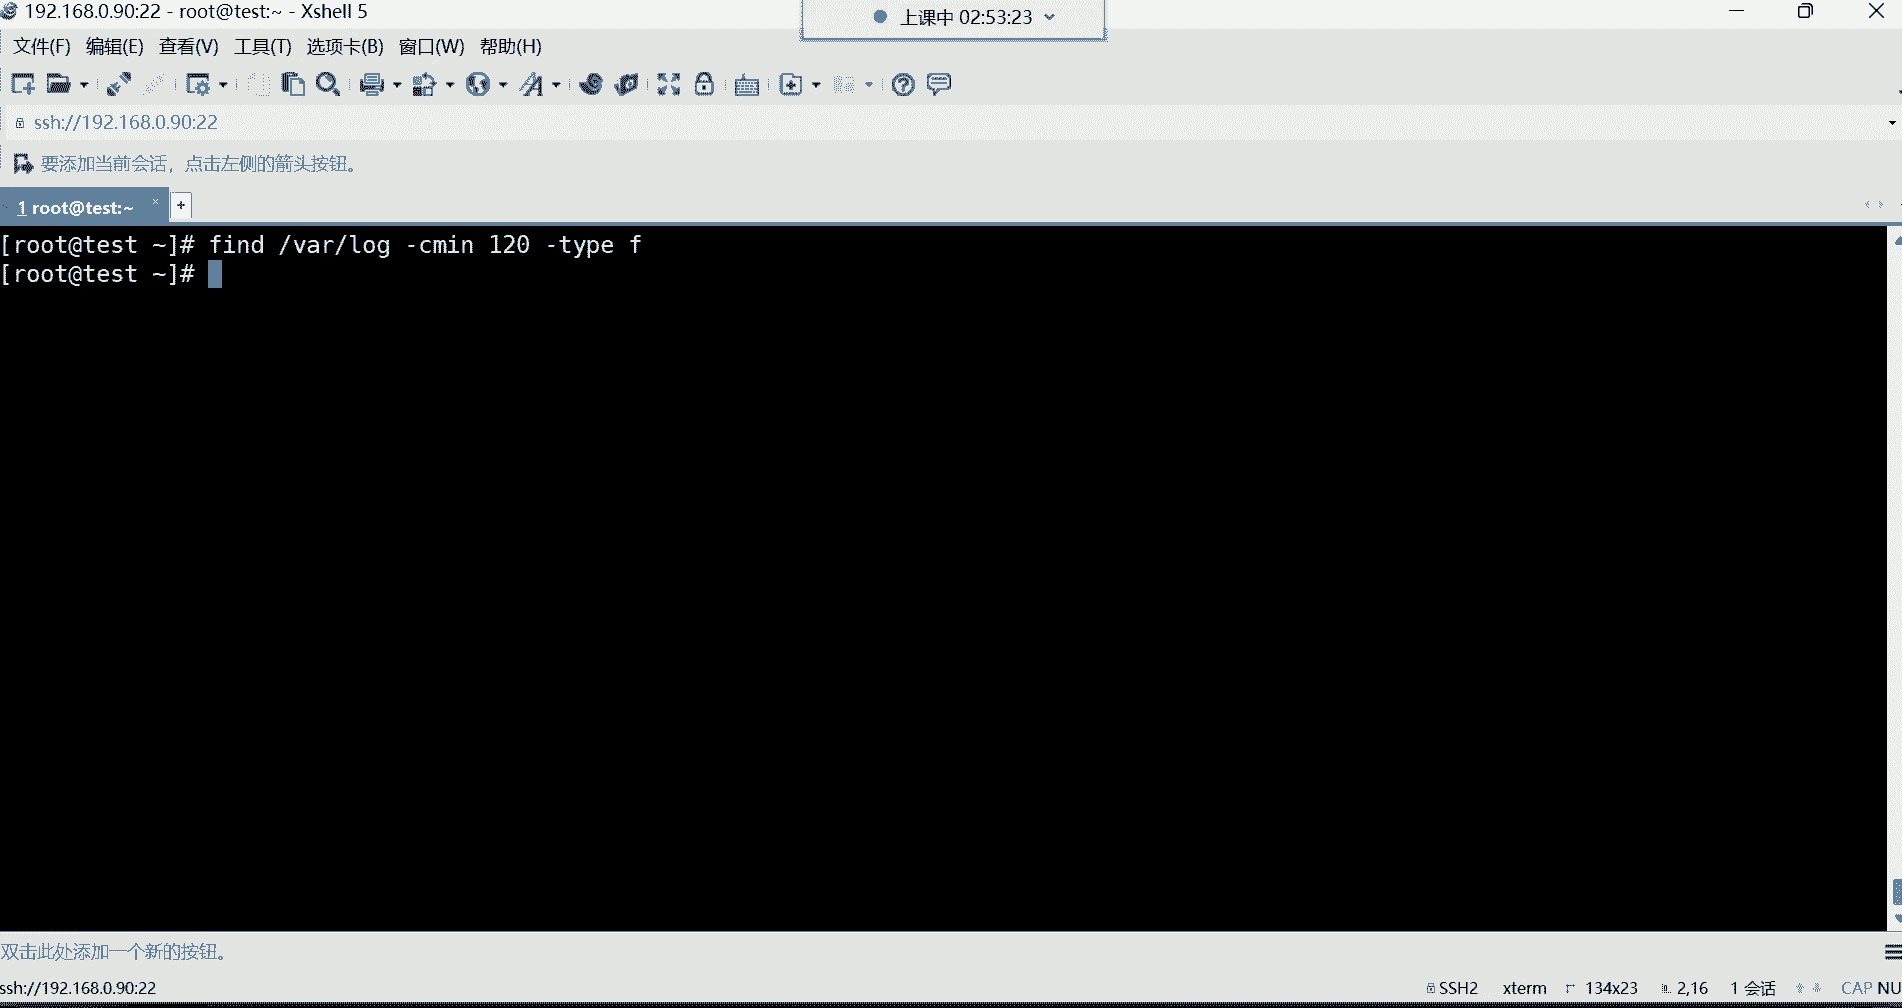 192.168.0.90:22 - root@test:~ - Xshell 5
上课中 02:53:23
文件(F) 编辑(E) 查看(V) 工具(T) 选项卡(B) 窗口(W) 帮助(H)
ssh://192.168.0.90:22
要添加当前会话，点击左侧的箭头按钮。
1 root@test:~
[root@test ~]# find /var/log -cmin 120 -type f
[root@test ~]#
双击此处添加一个新的按钮。
ssh://192.168.0.90:22 SSH2 xterm 134x23 2,16 1 会话 CAP NU